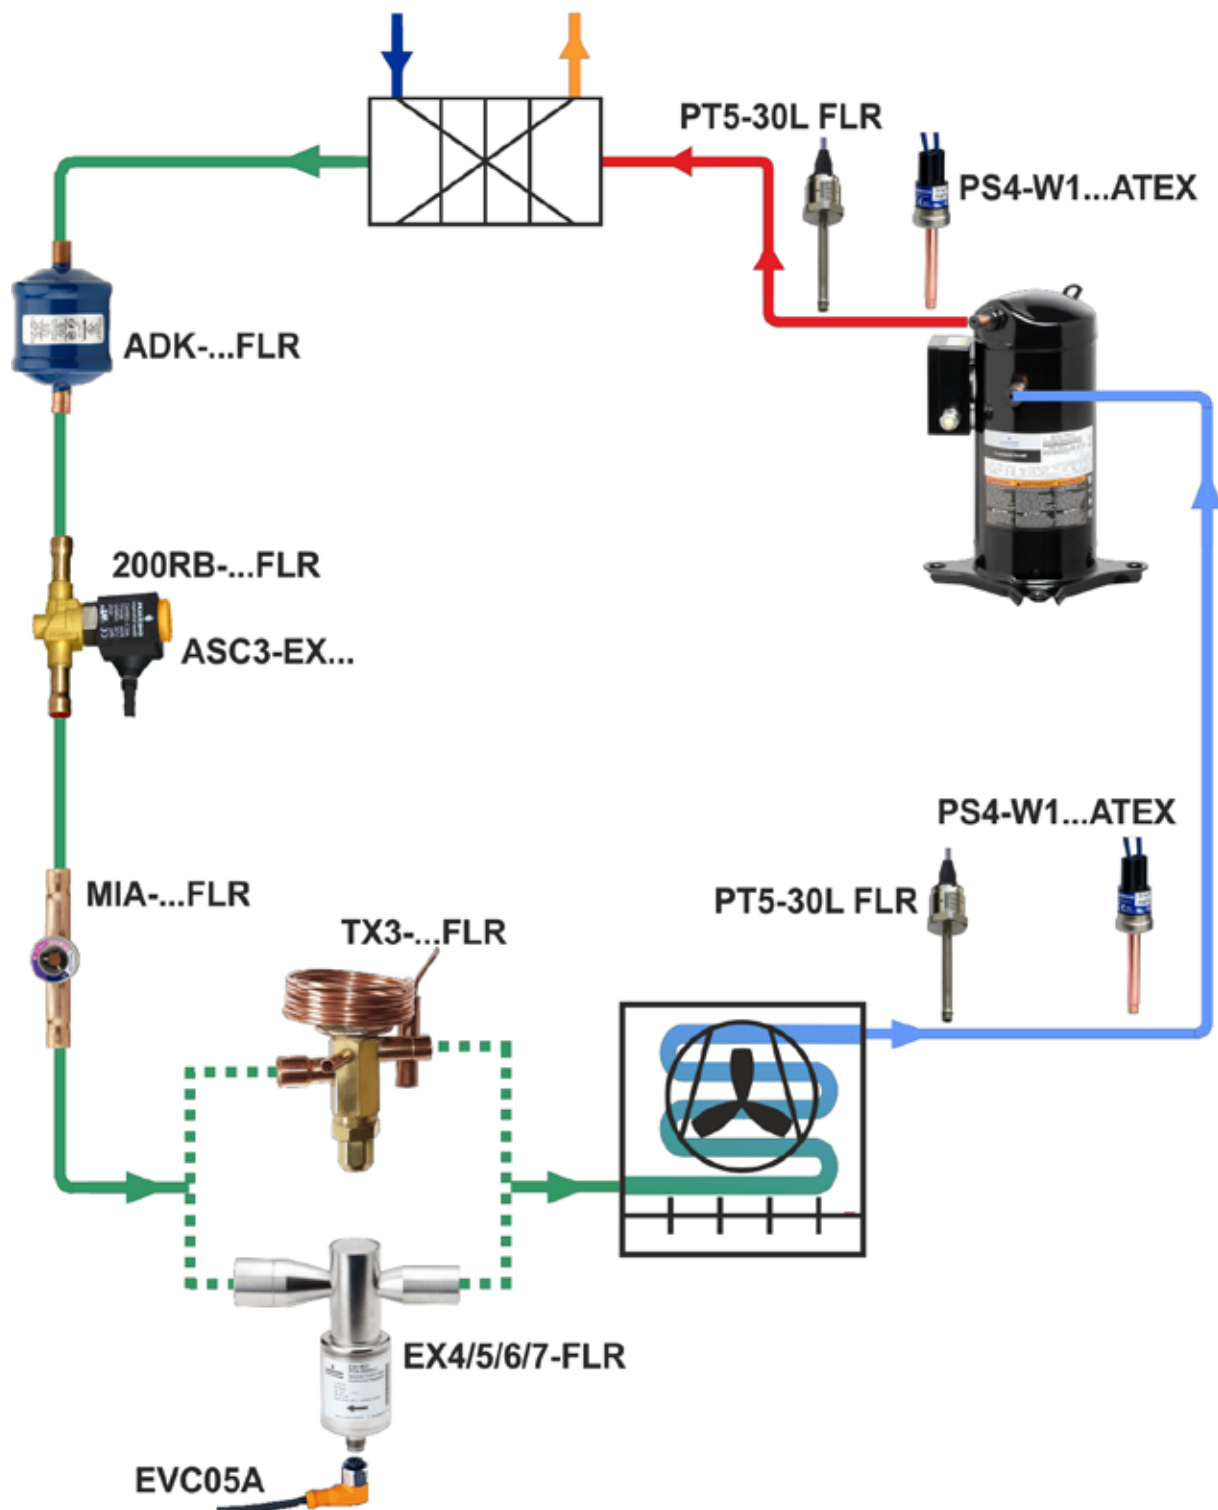 PT5-30L FLR
PS4-W1...ATEX
ADK-...FLR
200RB-...FLR
ASC3-EX...
MIA-...FLR
TX3-...FLR
PS4-W1...ATEX
PT5-30L FLR
EX4/5/6/7-FLR
EVC05A